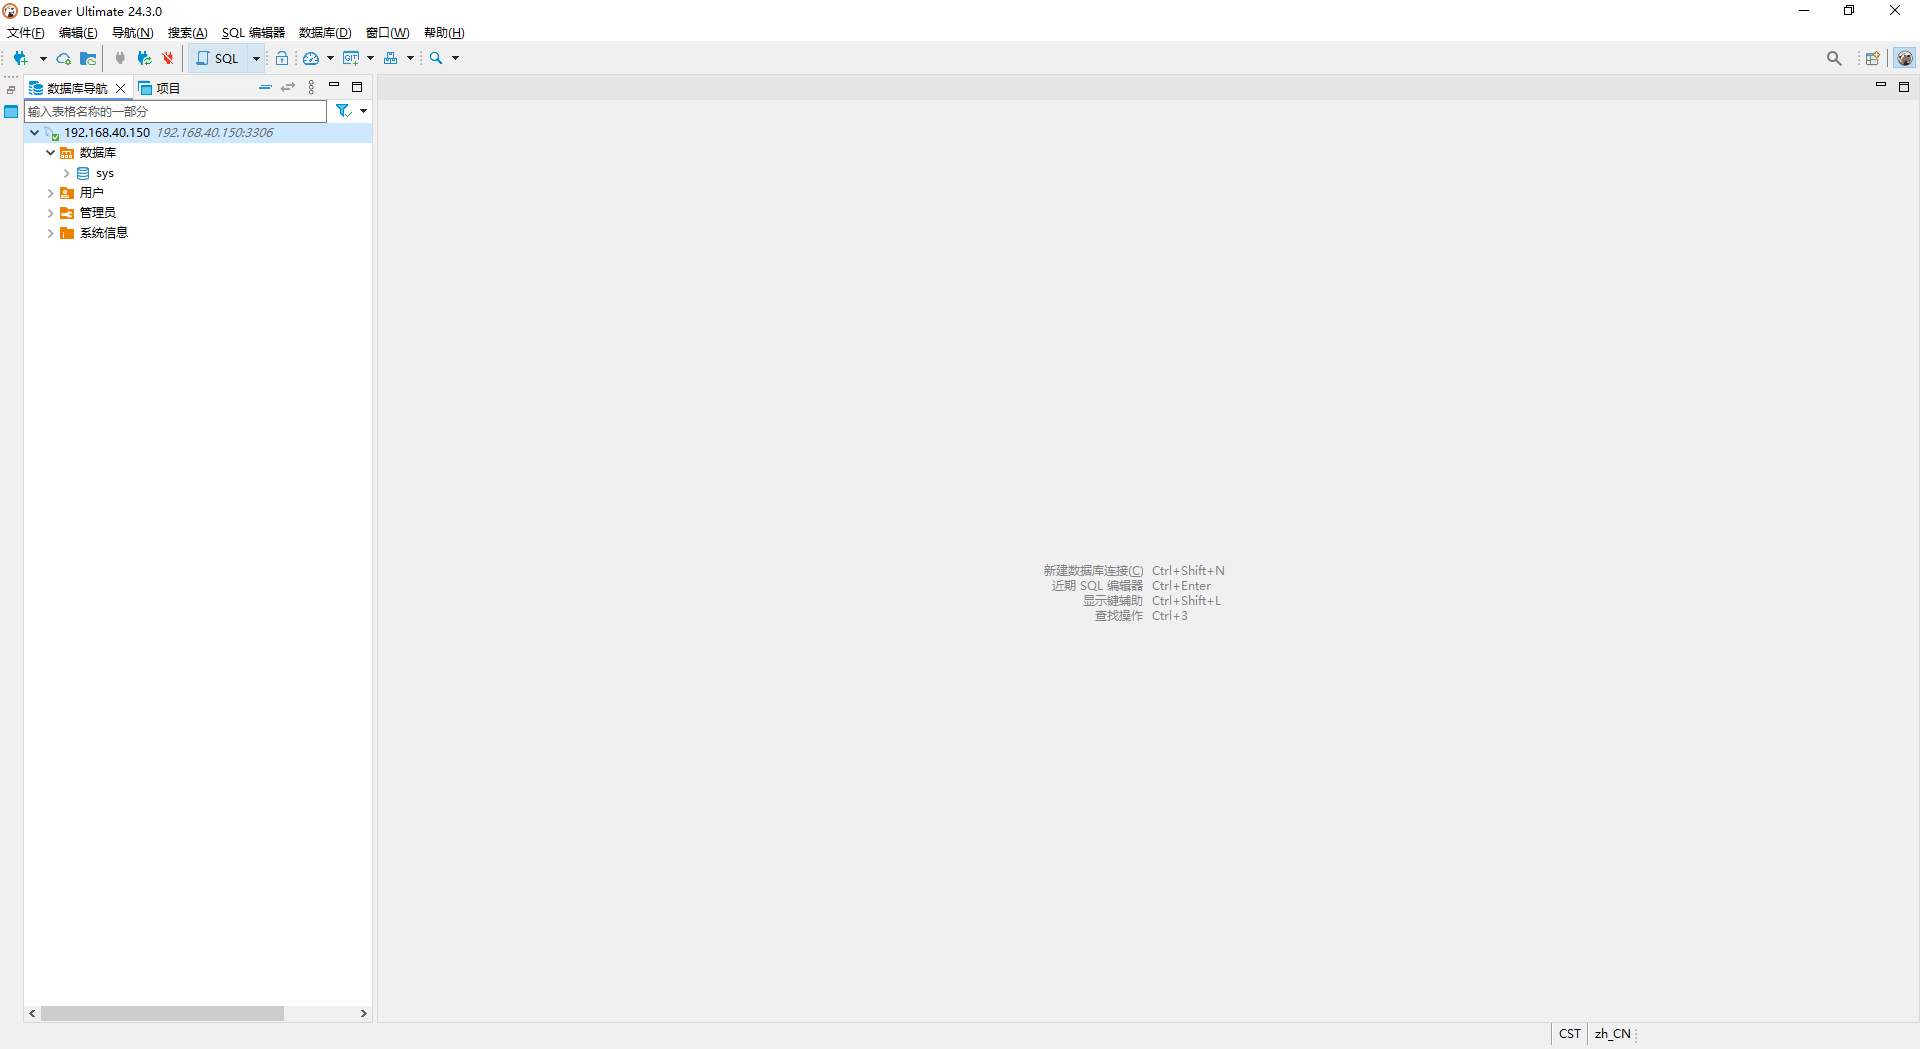 DBeaver Ultimate 24.3.0
文件(F) 编辑(E) 导航(N) 搜索(A) SQL 编辑器 数据库(D) 窗口(W) 帮助(H)
SQL
数据库导航 项目
输入表格名称的一部分
192.168.40.150 192.168.40.150:3306
数据库
sys
用户
管理员
系统信息
新建数据库连接(C) Ctrl+Shift+N
近期 SQL 编辑器 Ctrl+Enter
显示键辅助 Ctrl+Shift+L
查找操作 Ctrl+3
CST zh_CN